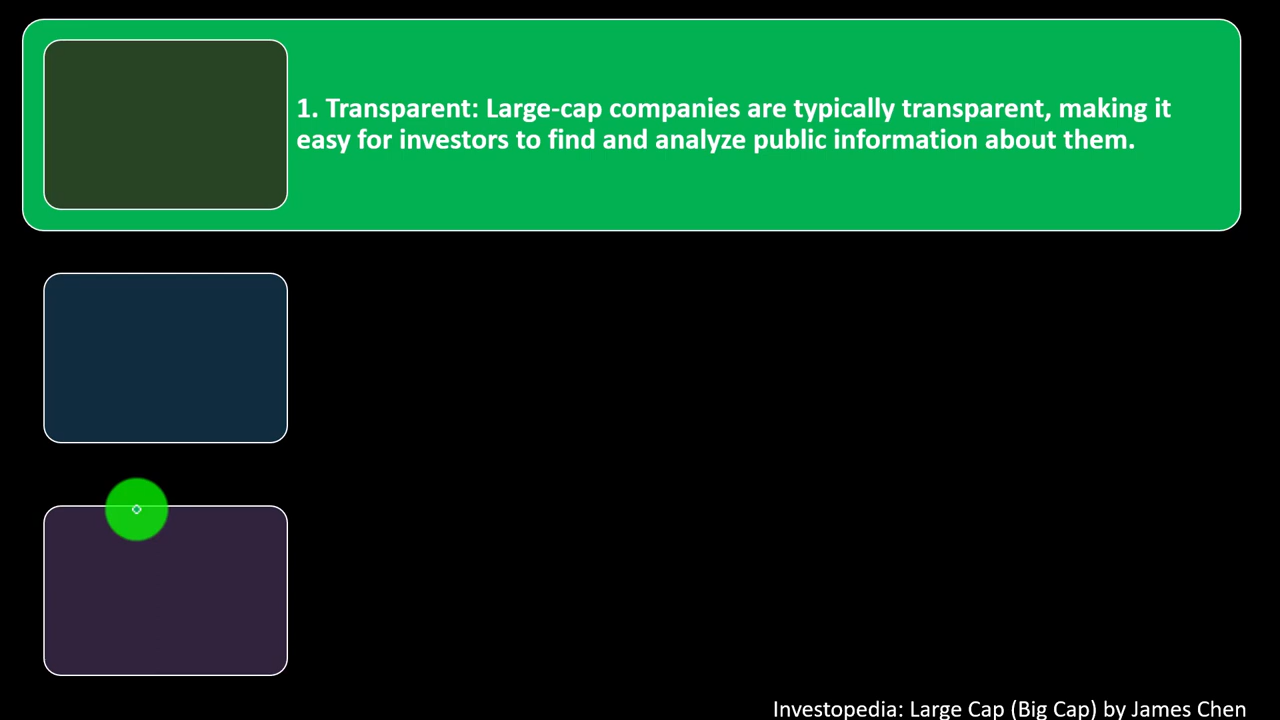 1. Transparent: Large-cap companies are typically transparent, making it
easy for investors to find and analyze public information about them.
Investopedia: Large Cap (Big Cap) by James Chen